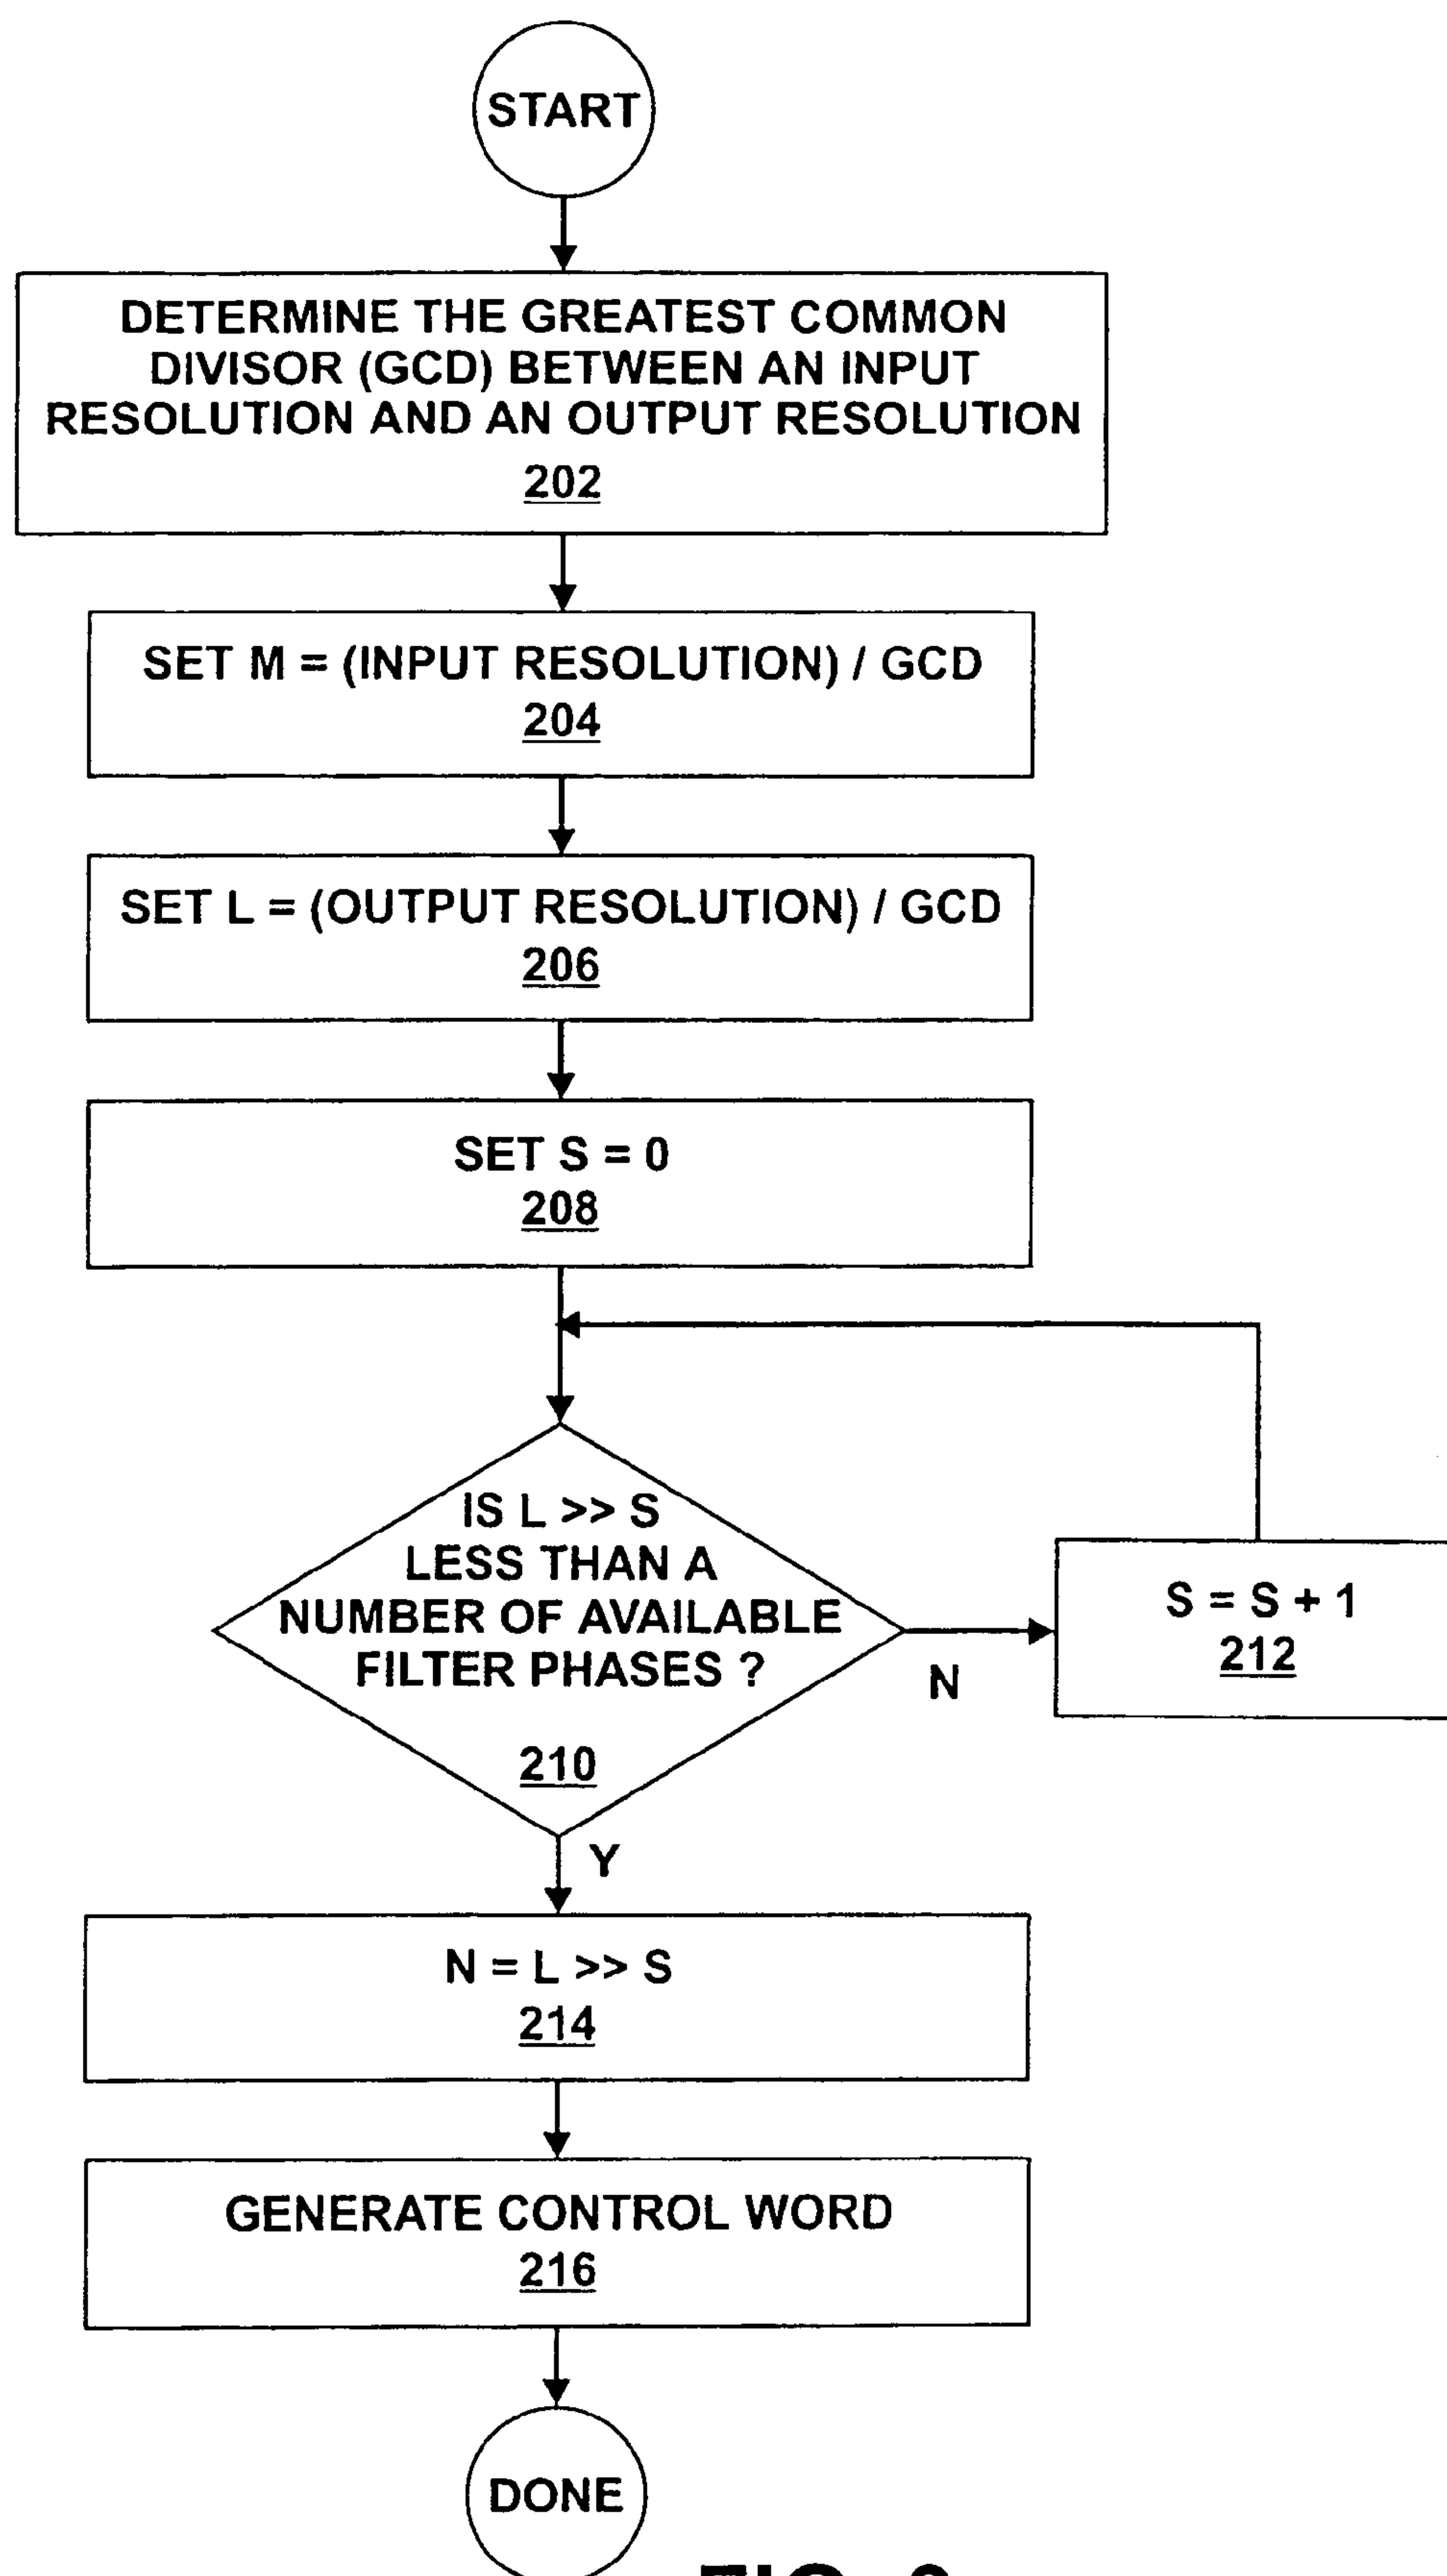 START
DETERMINE THE GREATEST COMMON
DIVISOR (GCD) BETWEEN AN INPUT
RESOLUTION AND AN OUTPUT RESOLUTION
202
SET M = (INPUT RESOLUTION) / GCD
204
SET L = (OUTPUT RESOLUTION) / GCD
206
SET S = 0
208
IS L >> S
LESS THAN A
NUMBER OF AVAILABLE
FILTER PHASES ?
210
N
S = S + 1
212
Y
N = L >> S
214
GENERATE CONTROL WORD
216
DONE